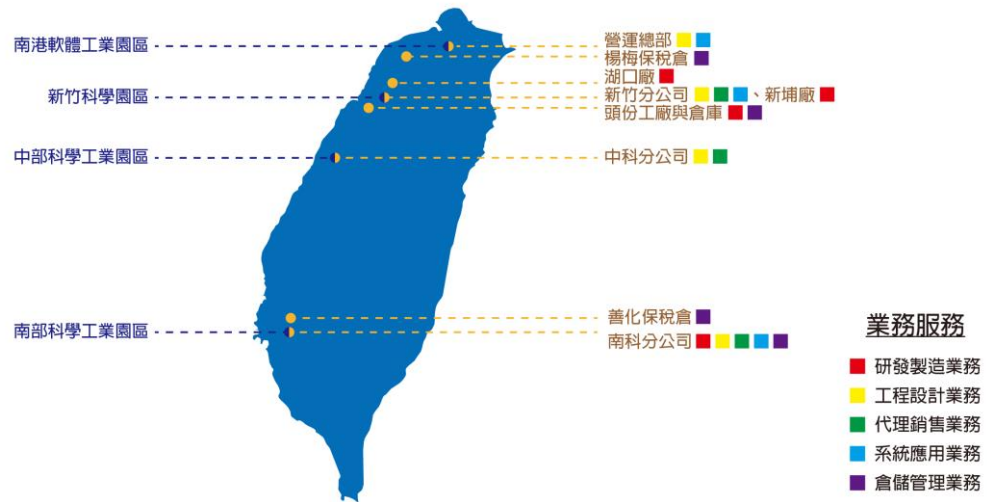 南港軟體工業園區
新竹科學園區
中部科學工業園區
南部科學工業園區
營運總部
楊梅保稅倉
湖口廠
新竹分公司、新埔廠
頭份工廠與倉庫
中科分公司
善化保稅倉
南科分公司
業務服務
研發製造業務
工程設計業務
代理銷售業務
系統應用業務
倉儲管理業務